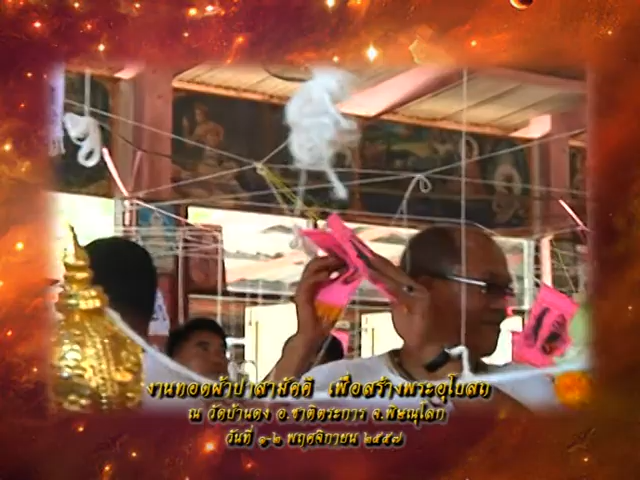 งานทอดผ้าป่าสามัคคี เพื่อสร้างพระอุโบสถ
ณ วัดบ้านดง อ.ชาติตระการ จ.พิษณุโลก
วันที่ ๑-๒ พฤศจิกายน ๒๕๕๗